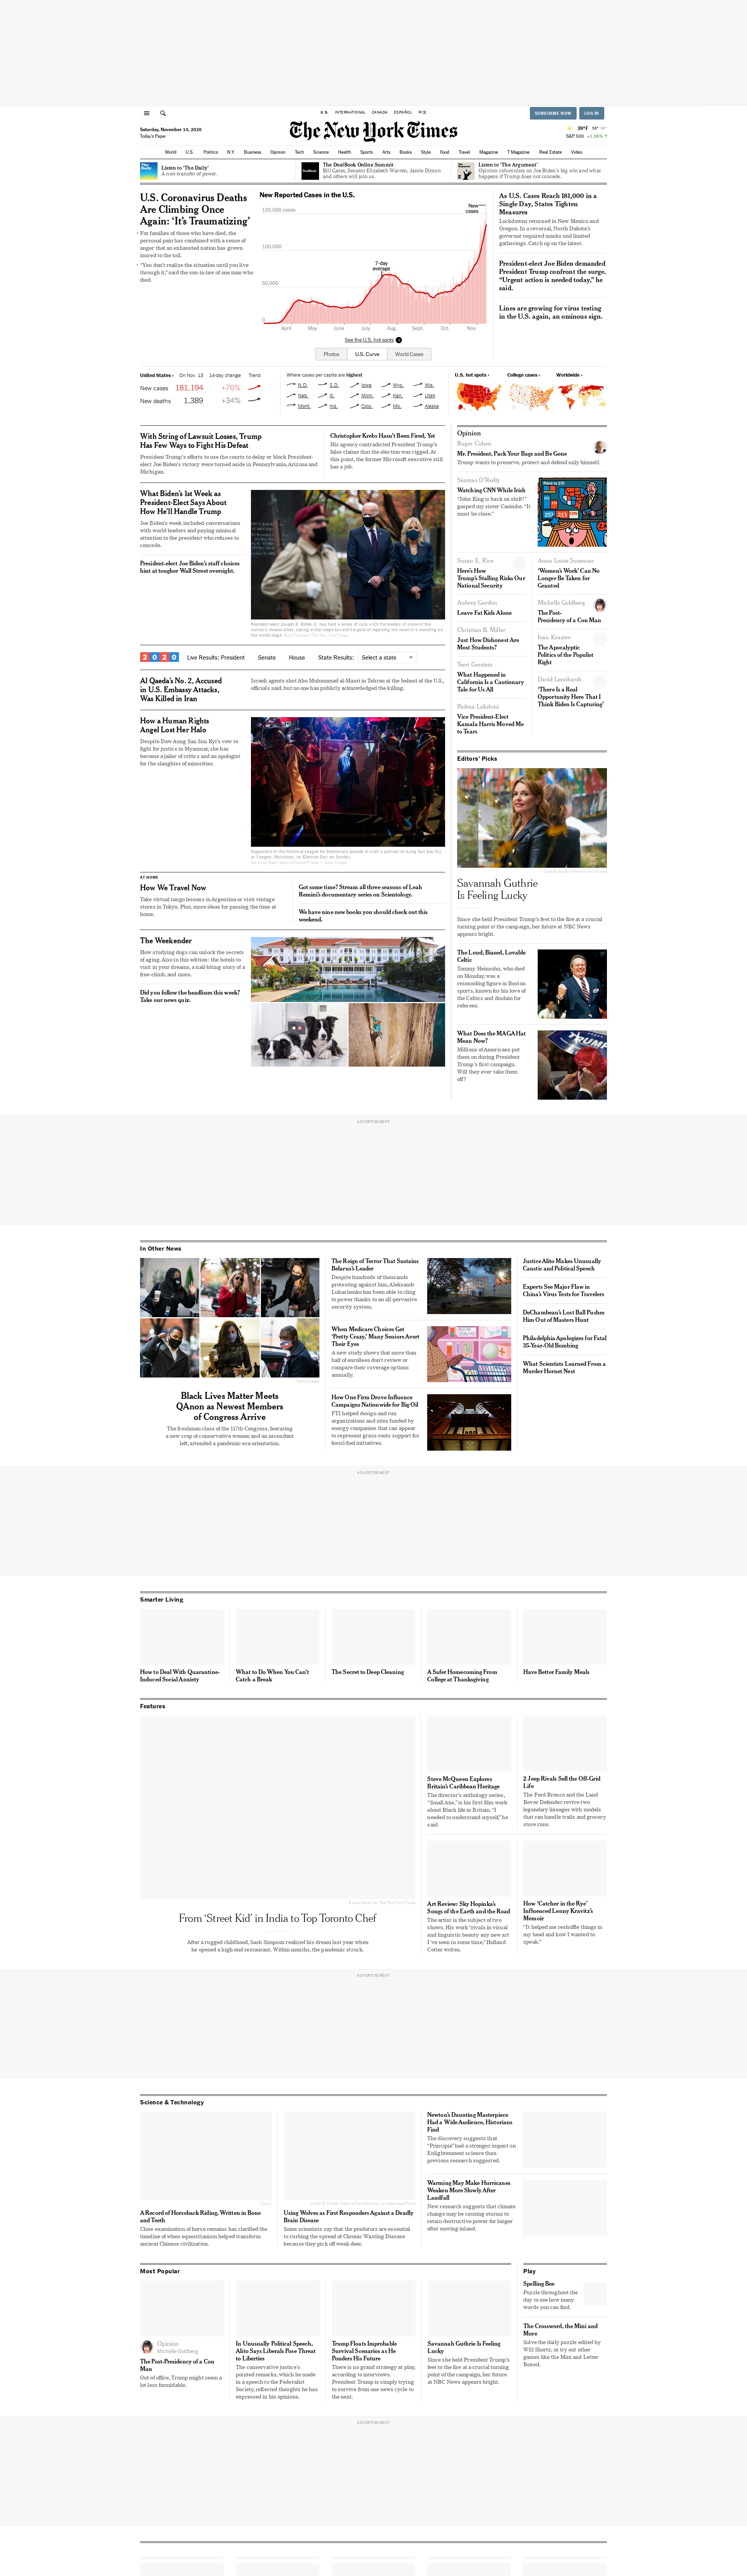 U.S.
INTERNATIONAL
CANADA
ESPAÑOL
中文
SUBSCRIBE NOW
LOG IN
Saturday, November 14, 2020
Today's Paper
The New York Times
39°F
S&P 500 +1.36% ↑
World
U.S.
Politics
N.Y.
Business
Opinion
Tech
Science
Health
Sports
Arts
Books
Style
Food
Travel
Magazine
T Magazine
Real Estate
Video
Listen to 'The Daily'
A non-transfer of power.
The DealBook Online Summit
Bill Gates, Senator Elizabeth Warren, Jamie Dimon
and others will join us.
Listen to 'The Argument'
Opinion columnists on Joe Biden's big win and what
happens if Trump does not concede.
U.S. Coronavirus Deaths
Are Climbing Once
Again: 'It's Traumatizing'
For families of those who have died, the
personal pain has combined with a sense of
anger that an exhausted nation has grown
inured to the toll.
"You don't realize the situation until you live
through it," said the son-in-law of one man who
died.
New Reported Cases in the U.S.
150,000 cases
100,000
50,000
0
New
cases
7-day
average
April
May
June
July
Aug.
Sept.
Oct.
Nov.
See the U.S. hot spots
Photos
U.S. Curve
World Cases
As U.S. Cases Reach 181,000 in a
Single Day, States Tighten
Measures
Lockdowns returned in New Mexico and
Oregon. In a reversal, North Dakota's
governor required masks and limited
gatherings. Catch up on the latest.
President-elect Joe Biden demanded
President Trump confront the surge.
"Urgent action is needed today," he
said.
Lines are growing for virus testing
in the U.S. again, an ominous sign.
United States ›
On Nov. 13
14-day change
Trend
New cases 181,194 +76%
New deaths 1,389 +34%
Where cases per capita are highest
N.D.
S.D.
Iowa
Wyo.
Wis.
Neb.
Ill.
Minn.
Kan.
Utah
Mont.
Ind.
Colo.
Mo.
Alaska
U.S. hot spots ›
College cases ›
Worldwide ›
With String of Lawsuit Losses, Trump
Has Few Ways to Fight His Defeat
President Trump's efforts to use the courts to delay or block President-
elect Joe Biden's victory were turned aside in Pennsylvania, Arizona and
Michigan.
Christopher Krebs Hasn't Been Fired, Yet
His agency contradicted President Trump's
false claims that the election was rigged. At
this point, the former Microsoft executive still
has a job.
What Biden's 1st Week as
President-Elect Says About
How He'll Handle Trump
Joe Biden's week included conversations
with world leaders and paying minimal
attention to the president who refuses to
concede.
President-elect Joe Biden's staff choices
hint at tougher Wall Street oversight.
President-elect Joseph R. Biden Jr. has held a series of calls with the leaders of some of the
nation's closest allies, taking initial steps toward his goal of repairing the country's standing on
the world stage.
2020
Live Results: President
Senate
House
State Results:
Select a state
Al Qaeda's No. 2, Accused
in U.S. Embassy Attacks,
Was Killed in Iran
Israeli agents shot Abu Muhammad al-Masri in Tehran at the behest of the U.S.,
officials said, but no one has publicly acknowledged the killing.
How a Human Rights
Angel Lost Her Halo
Despite Daw Aung San Suu Kyi's vow to
fight for justice in Myanmar, she has
become a jailer of critics and an apologist
for the slaughter of minorities.
Supporters of the National League for Democracy parade in with a portrait of Aung San Suu Kyi
in Yangon, Myanmar, on Election Day on Sunday.
AT HOME
How We Travel Now
Take virtual tango lessons in Argentina or visit vintage
stores in Tokyo. Plus, more ideas for passing the time at
home.
Got some time? Stream all three seasons of Leah
Remini's documentary series on Scientology.
We have nine new books you should check out this
weekend.
The Weekender
How studying dogs can unlock the secrets
of aging. Also in this edition: the hotels to
visit in your dreams, a nail-biting story of a
free-climb, and more.
Did you follow the headlines this week?
Take our news quiz.
Opinion
Roger Cohen
Mr. President, Pack Your Bags and Be Gone
Trump wants to preserve, protect and defend only himself.
Séamas O'Reilly
Watching CNN While Irish
"John King is back on shift!"
gasped my sister Caoimhe. "It
must be close."
Race to 270
253
213
Susan E. Rice
Here's How
Trump's Stalling Risks Our
National Security
Aubrey Gordon
Leave Fat Kids Alone
Christian B. Miller
Just How Dishonest Are
Most Students?
Terri Gerstein
What Happened in
California Is a Cautionary
Tale for Us All
Padma Lakshmi
Vice President-Elect
Kamala Harris Moved Me
to Tears
Anna Louie Sussman
'Women's Work' Can No
Longer Be Taken for
Granted
Michelle Goldberg
The Post-
Presidency of a Con Man
Ivan Krastev
The Apocalyptic
Politics of the Populist
Right
David Leonhardt
'There Is a Real
Opportunity Here That I
Think Biden Is Capturing'
Editors' Picks
Savannah Guthrie
Is Feeling Lucky
Since she held President Trump's feet to the fire at a crucial
turning point of the campaign, her future at NBC News
appears bright.
The Loud, Biased, Lovable
Celtic
Tommy Heinsohn, who died
on Monday, was a
resounding figure in Boston
sports, known for his love of
the Celtics and disdain for
referees.
What Does the MAGA Hat
Mean Now?
Millions of Americans put
them on during President
Trump's first campaign.
Will they ever take them
off?
TRUMP
ADVERTISEMENT
In Other News
Getty Images
Black Lives Matter Meets
QAnon as Newest Members
of Congress Arrive
The freshman class of the 117th Congress, featuring
a new crop of conservative women and an ascendant
left, attended a pandemic-era orientation.
The Reign of Terror That Sustains
Belarus's Leader
Despite hundreds of thousands
protesting against him, Aleksandr
Lukashenko has been able to cling
to power thanks to an all-pervasive
security system.
When Medicare Choices Get
'Pretty Crazy,' Many Seniors Avert
Their Eyes
A new study shows that more than
half of enrollees don't review or
compare their coverage options
annually.
How One Firm Drove Influence
Campaigns Nationwide for Big Oil
FTI helped design and run
organizations and sites funded by
energy companies that can appear
to represent grass-roots support for
fossil-fuel initiatives.
Justice Alito Makes Unusually
Caustic and Political Speech
Experts See Major Flaw in
China's Virus Tests for Travelers
DeChambeau's Lost Ball Pushes
Him Out of Masters Hunt
Philadelphia Apologizes for Fatal
35-Year-Old Bombing
What Scientists Learned From a
Murder Hornet Nest
ADVERTISEMENT
Smarter Living
How to Deal With Quarantine-
Induced Social Anxiety
What to Do When You Can't
Catch a Break
The Secret to Deep Cleaning
A Safer Homecoming From
College at Thanksgiving
Have Better Family Meals
Features
From 'Street Kid' in India to Top Toronto Chef
After a rugged childhood, Sash Simpson realized his dream last year when
he opened a high-end restaurant. Within months, the pandemic struck.
Steve McQueen Explores
Britain's Caribbean Heritage
The director's anthology series,
"Small Axe," is his first film work
about Black life in Britain. "I
needed to understand myself," he
said.
2 Jeep Rivals Sell the Off-Grid
Life
The Ford Bronco and the Land
Rover Defender revive two
legendary lineages with models
that can handle trails and grocery
store runs.
Art Review: Sky Hopinka's
Songs of the Earth and the Road
The artist is the subject of two
shows. His work "rivals in visual
and linguistic beauty any new art
I've seen in some time," Holland
Cotter writes.
How 'Catcher in the Rye'
Influenced Lenny Kravitz's
Memoir
"It helped me reshuffle things in
my head and how I wanted to
speak."
ADVERTISEMENT
Science & Technology
A Record of Horseback Riding, Written in Bone
and Teeth
Close examination of horse remains has clarified the
timeline of when equestrianism helped transform
ancient Chinese civilization.
Using Wolves as First Responders Against a Deadly
Brain Disease
Some scientists say that the predators are essential
to curbing the spread of Chronic Wasting Disease
because they pick off weak deer.
Newton's Daunting Masterpiece
Had a Wide Audience, Historians
Find
The discovery suggests that
"Principia" had a stronger impact on
Enlightenment science than
previous research suggested.
Warming May Make Hurricanes
Weaken More Slowly After
Landfall
New research suggests that climate
change may be causing storms to
retain destructive power for longer
after moving inland.
Most Popular
Opinion
Michelle Goldberg
The Post-Presidency of a Con
Man
Out of office, Trump might seem a
lot less formidable.
In Unusually Political Speech,
Alito Says Liberals Pose Threat
to Liberties
The conservative justice's
pointed remarks, which he made
in a speech to the Federalist
Society, reflected thoughts he has
expressed in his opinions.
Trump Floats Improbable
Survival Scenarios as He
Ponders His Future
There is no grand strategy at play,
according to interviews.
President Trump is simply trying
to survive from one news cycle to
the next.
Savannah Guthrie Is Feeling
Lucky
Since she held President Trump's
feet to the fire at a crucial turning
point of the campaign, her future
at NBC News appears bright.
Play
Spelling Bee
Puzzle throughout the
day to see how many
words you can find.
The Crossword, the Mini and
More
Solve the daily puzzle edited by
Will Shortz, or try out other
games like the Mini and Letter
Boxed.
ADVERTISEMENT